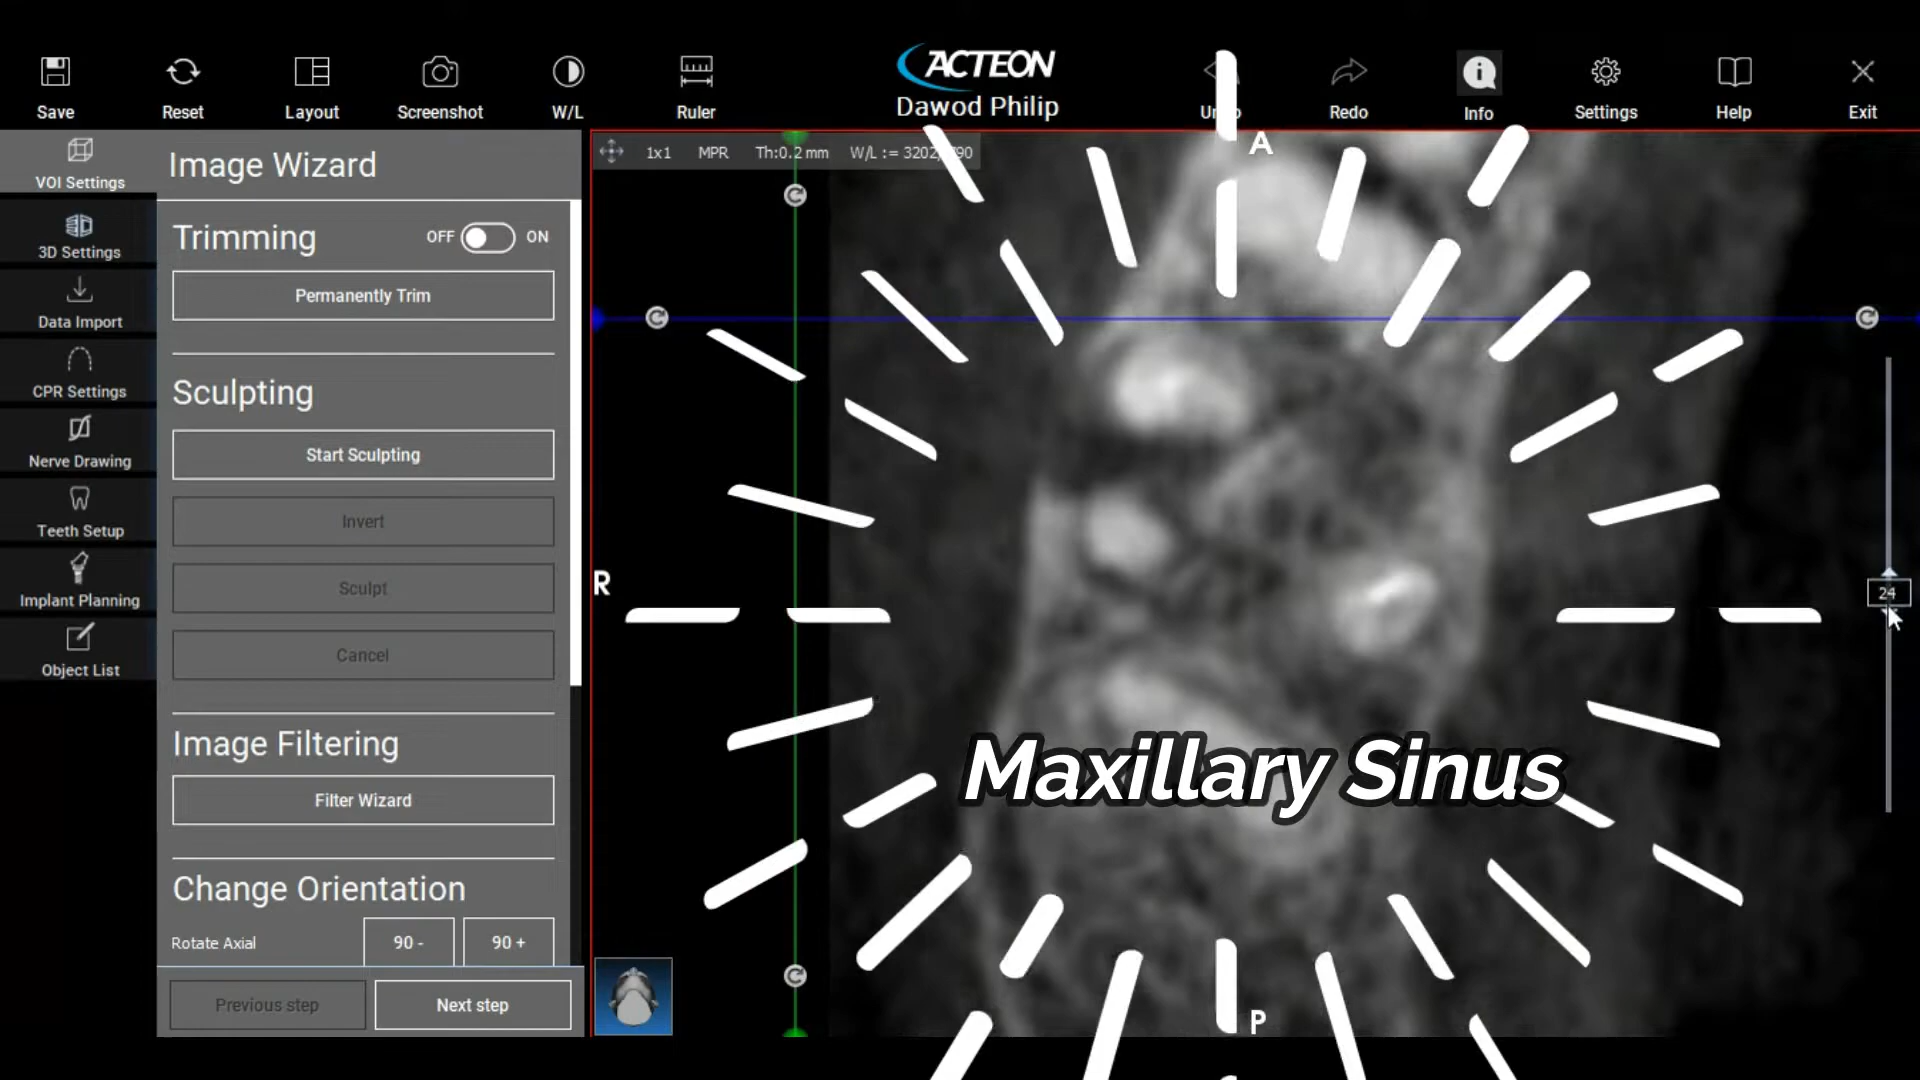 ACTEON
Dawod Philip
Save
Reset
Layout
Screenshot
W/L
Ruler
Redo
Info
Settings
Help
Exit
VOI Settings
3D Settings
Data Import
CPR Settings
Nerve Drawing
Teeth Setup
Implant Planning
Object List
Image Wizard
Trimming
OFF ON
Permanently Trim
Sculpting
Start Sculpting
Invert
Sculpt
Cancel
Image Filtering
Filter Wizard
Change Orientation
Rotate Axial 90 - 90 +
Previous step Next step
1x1 MPR Th:0.2 mm W/L :=
A
R
24
Maxillary Sinus
P